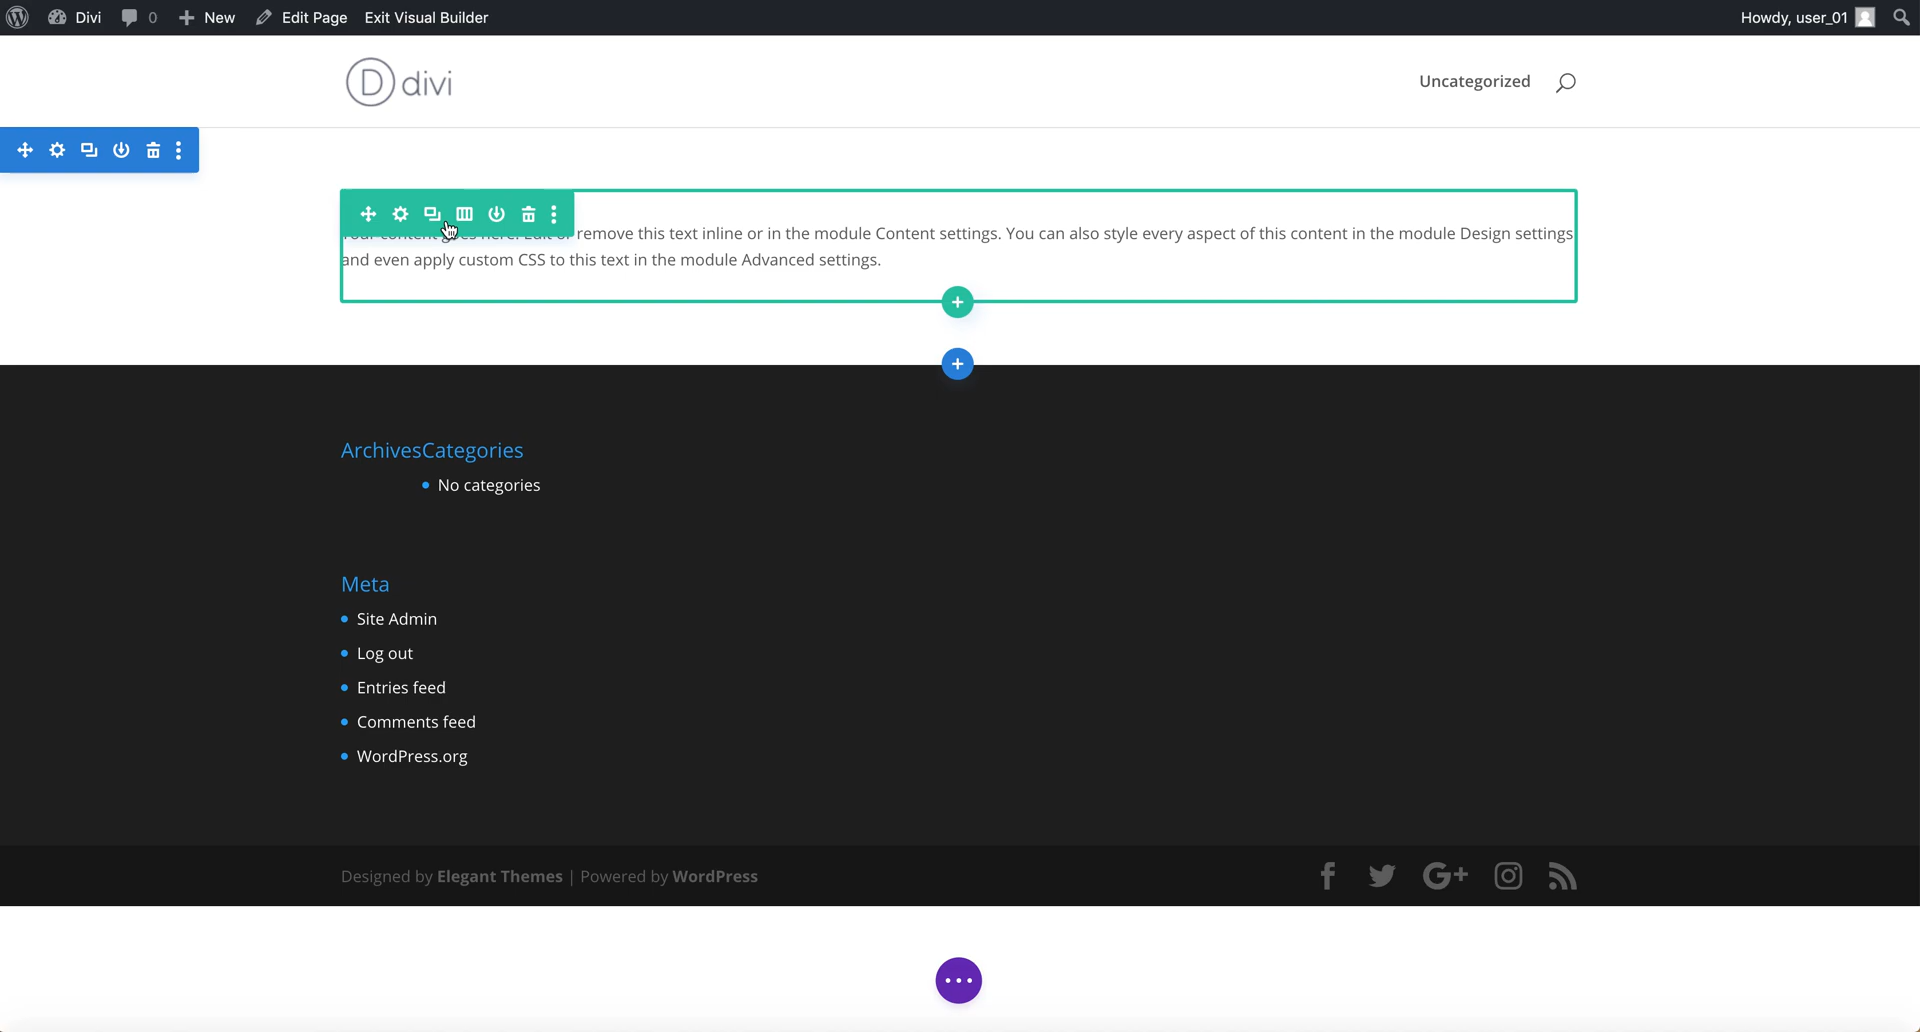 Divi 0 New Edit Page Exit Visual Builder Howdy, user_01
D divi
Uncategorized
remove this text inline or in the module Content settings. You can also style every aspect of this content in the module Design settings
and even apply custom CSS to this text in the module Advanced settings.
ArchivesCategories
No categories
Meta
Site Admin
Log out
Entries feed
Comments feed
WordPress.org
Designed by Elegant Themes | Powered by WordPress